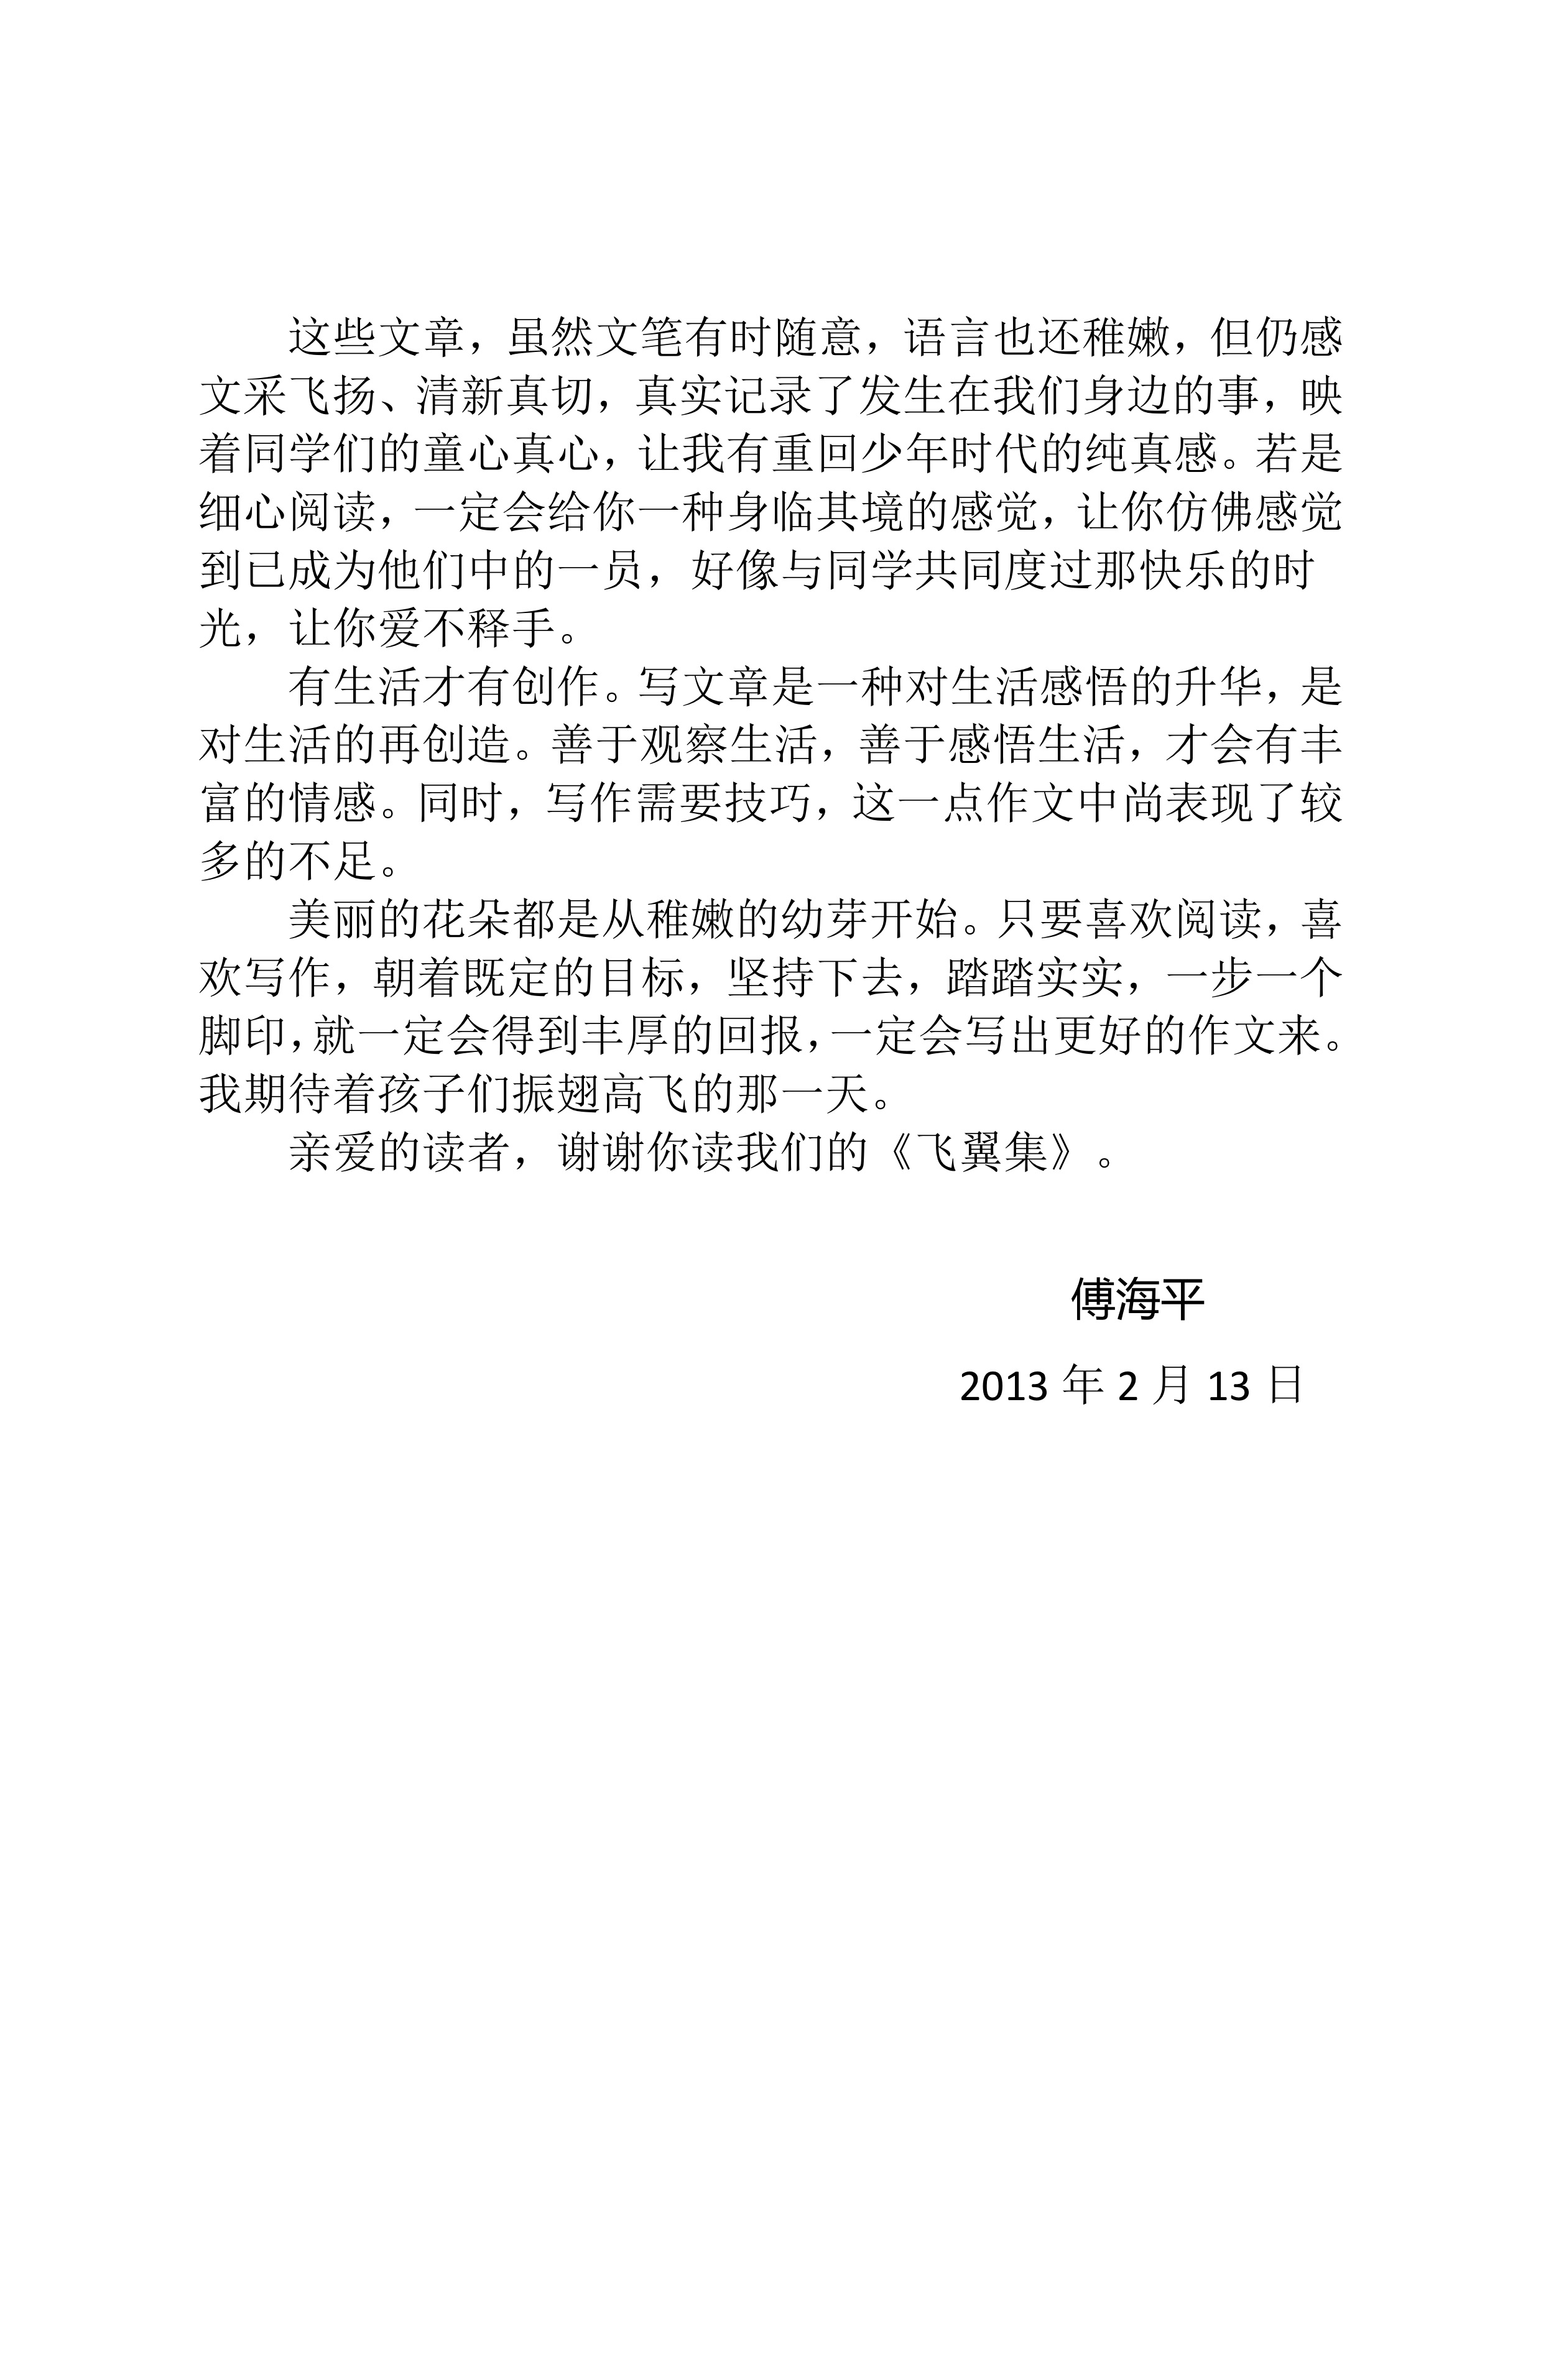 这些文章，虽然文笔有时随意，语言也还稚嫩，但仍感
文采飞扬、清新真切，真实记录了发生在我们身边的事，映
着同学们的童心真心，让我有重回少年时代的纯真感。若是
细心阅读，一定会给你一种身临其境的感觉，让你仿佛感觉
到已成为他们中的一员，好像与同学共同度过那快乐的时
光，让你爱不释手。
有生活才有创作。写文章是一种对生活感悟的升华，是
对生活的再创造。善于观察生活，善于感悟生活，才会有丰
富的情感。同时，写作需要技巧，这一点作文中尚表现了较
多的不足。
美丽的花朵都是从稚嫩的幼芽开始。只要喜欢阅读，喜
欢写作，朝着既定的目标，坚持下去，踏踏实实，一步一个
脚印，就一定会得到丰厚的回报，一定会写出更好的作文来。
我期待着孩子们振翅高飞的那一天。
亲爱的读者，谢谢你读我们的《飞翼集》。
傅海平
2013 年 2 月 13 日